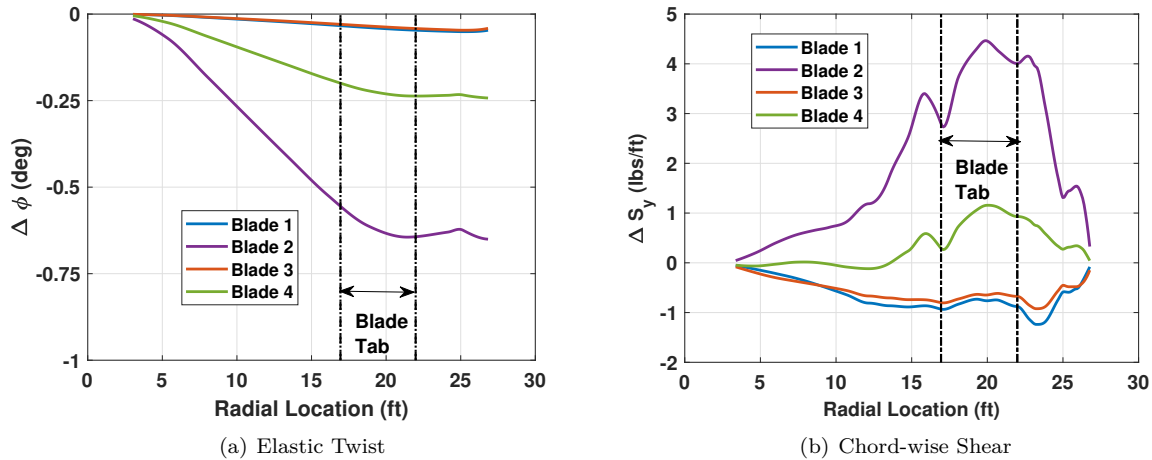 0
-0.25
-0.5
-0.75
-1
Δ ϕ (deg)
Blade 1
Blade 2
Blade 3
Blade 4
Blade
Tab
0 5 10 15 20 25 30
Radial Location (ft)
(a) Elastic Twist
5
4
3
2
1
0
-1
-2
Δ S_y (lbs/ft)
Blade 1
Blade 2
Blade 3
Blade 4
Blade
Tab
0 5 10 15 20 25 30
Radial Location (ft)
(b) Chord-wise Shear